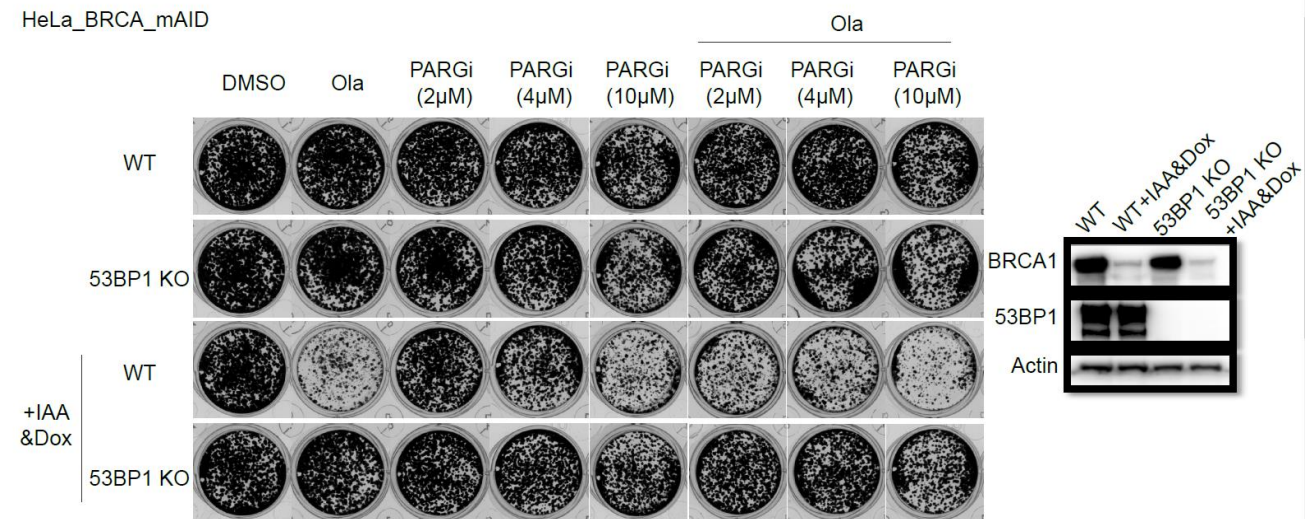 HeLa_BRCA_mAID
Ola
DMSO
Ola
PARGi
(2µM)
PARGi
(4µM)
PARGi
(10µM)
PARGi
(2µM)
PARGi
(4µM)
PARGi
(10µM)
WT
53BP1 KO
WT
53BP1 KO
+IAA
&Dox
WT
WT+IAA&Dox
53BP1 KO
53BP1 KO
+IAA&Dox
BRCA1
53BP1
Actin